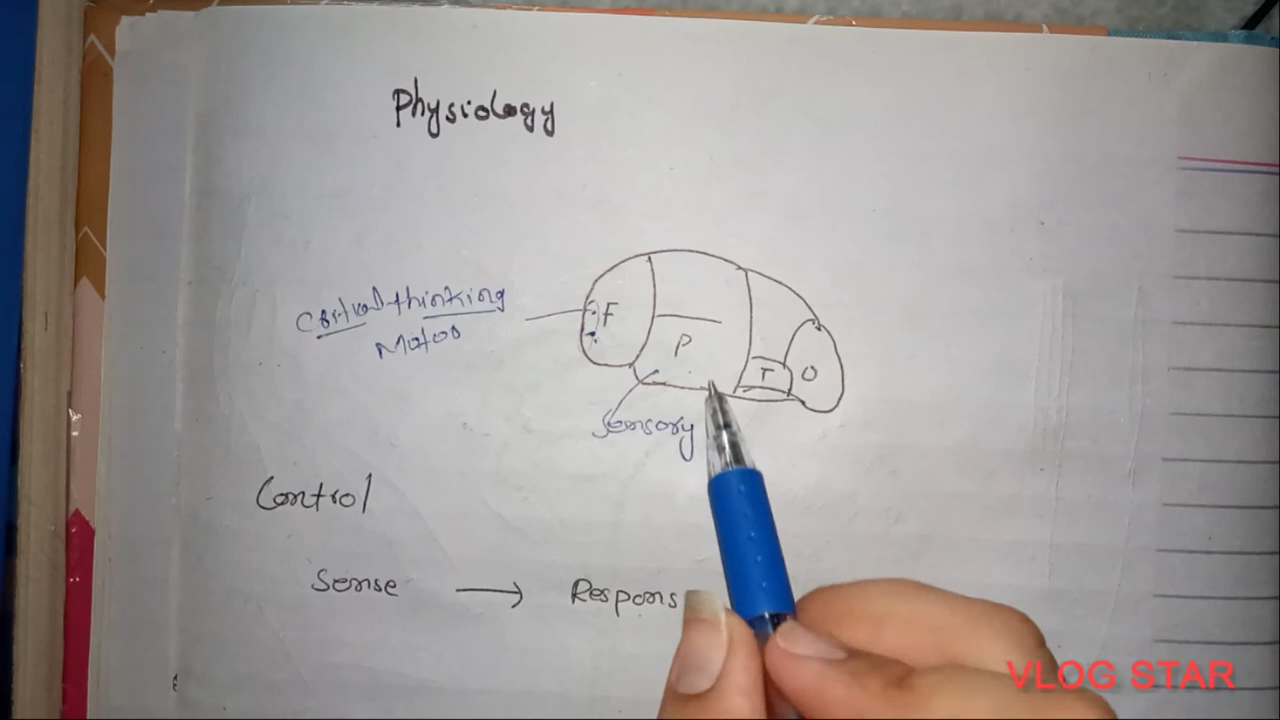 Physiology
Critical thinking
Motor
F
P
T
O
Sensory
Control
Sense → Respons
VLOG STAR